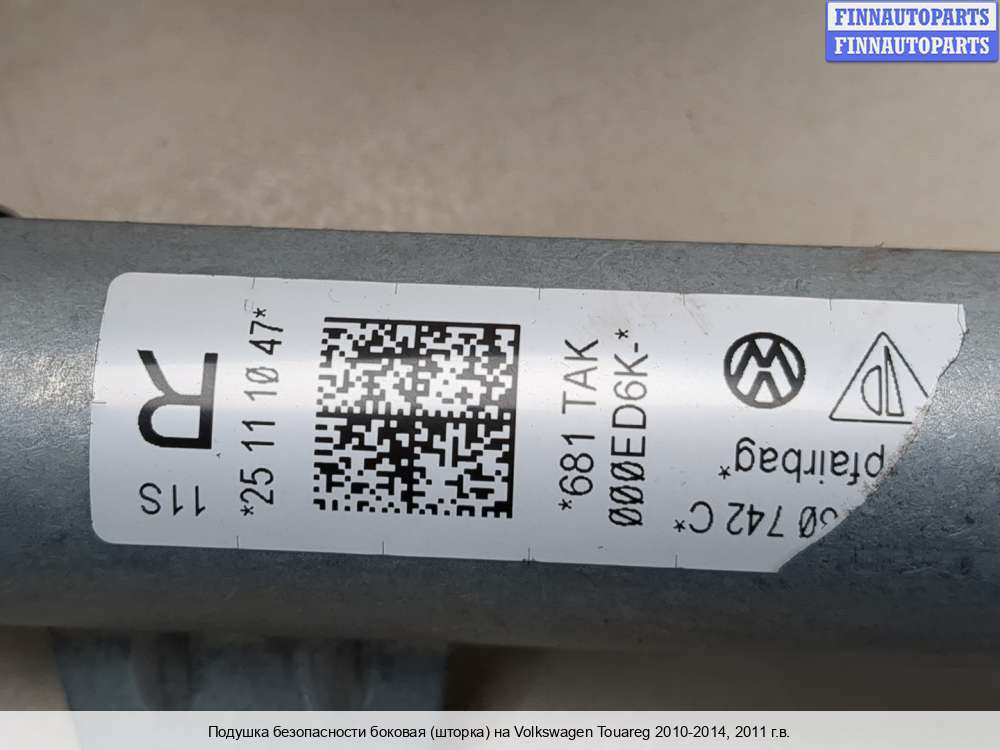 FINNAUTOPARTS
FINNAUTOPARTS
R
11S
*25 11 10 47*
*681 TAK
000ED6K-*
pfairbag*
742 C*
Подушка безопасности боковая (шторка) на Volkswagen Touareg 2010-2014, 2011 г.в.